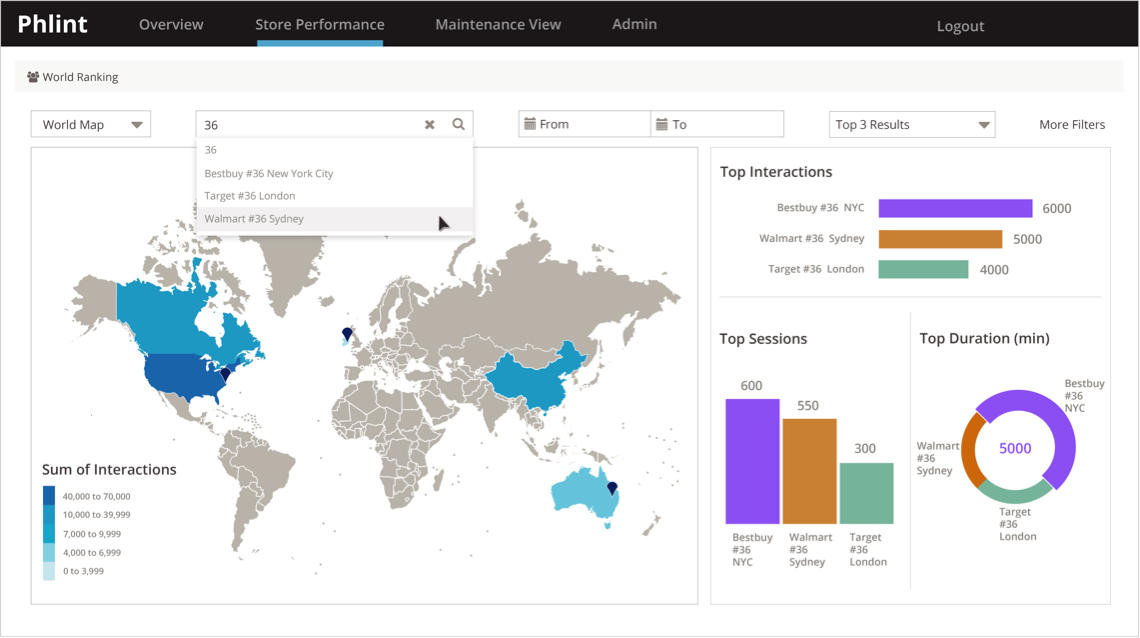 Phlint
Overview
Store Performance
Maintenance View
Admin
Logout
World Ranking
World Map
36
From
To
Top 3 Results
More Filters
36
Bestbuy #36 New York City
Target #36 London
Walmart #36 Sydney
Sum of Interactions
40,000 to 70,000
10,000 to 39,999
7,000 to 9,999
4,000 to 6,999
0 to 3,999
Top Interactions
Bestbuy #36 NYC
6000
Walmart #36 Sydney
5000
Target #36 London
4000
Top Sessions
600
550
300
Bestbuy
#36
NYC
Walmart
#36
Sydney
Target
#36
London
Top Duration (min)
Bestbuy
#36
NYC
Walmart
#36
Sydney
5000
Target
#36
London